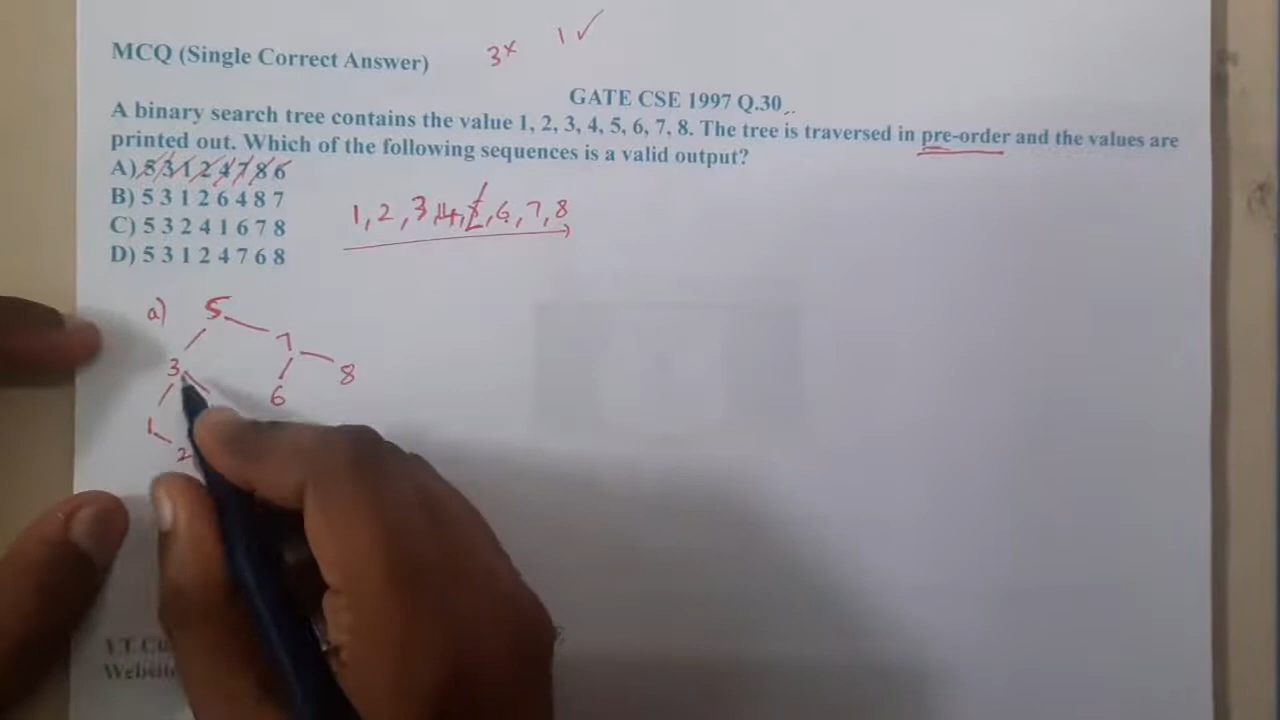 3× 1 ✓
MCQ (Single Correct Answer)
GATE CSE 1997 Q.30
A binary search tree contains the value 1, 2, 3, 4, 5, 6, 7, 8. The tree is traversed in pre-order and the values are
printed out. Which of the following sequences is a valid output?
A) 5 3 1 2 4 7 8 6
B) 5 3 1 2 6 4 8 7
C) 5 3 2 4 1 6 7 8
D) 5 3 1 2 4 7 6 8
1, 2, 3, 4, 5, 6, 7, 8
a) 5
7
3 8
6
1
2
Website